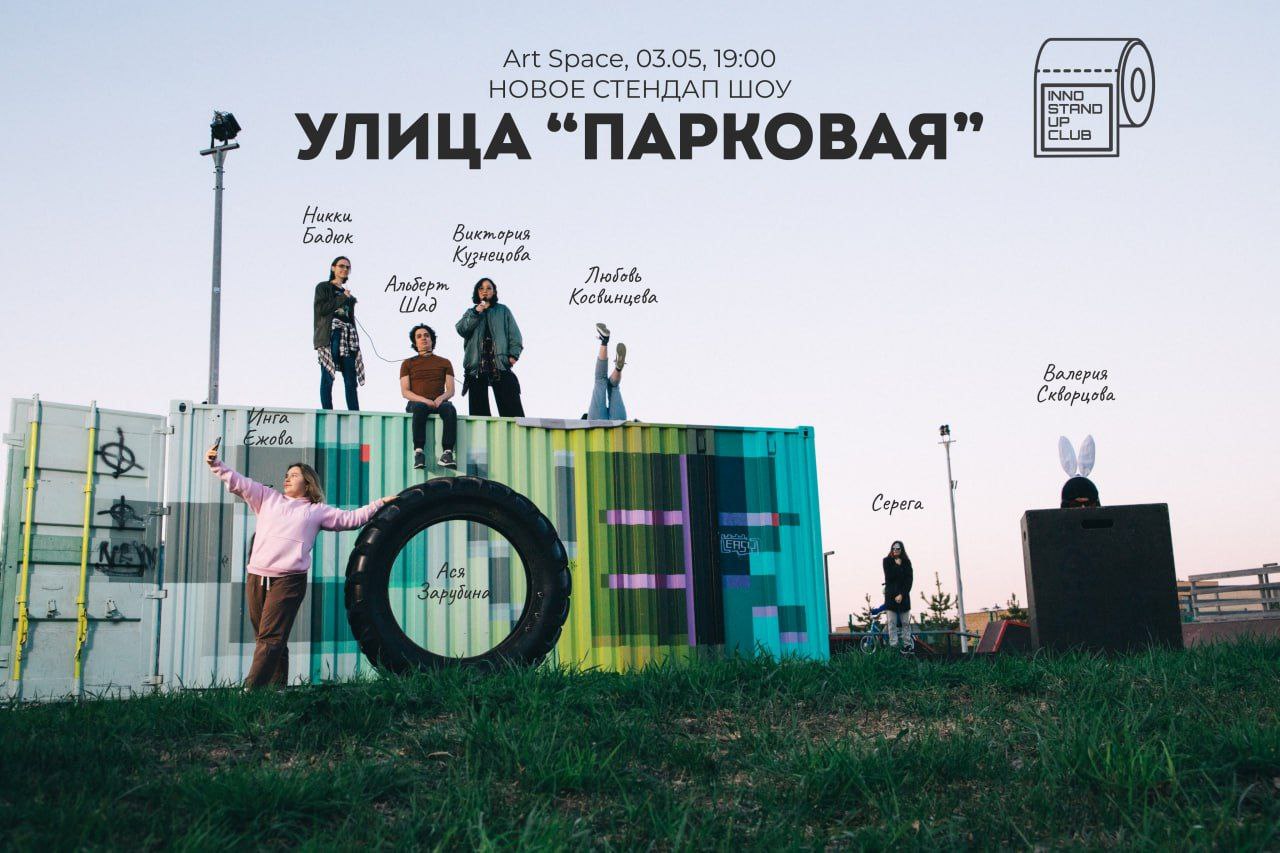 Art Space, 03.05, 19:00
НОВОЕ СТЕНДАП ШОУ
УЛИЦА “ПАРКОВАЯ”
INNO
STAND
UP
CLUB
Никки
Бадюк
Альберт
Шад
Виктория
Кузнецова
Любовь
Косвинцева
Валерия
Скворцова
Инга
Ежова
Серега
Ася
Зарубина
NEW